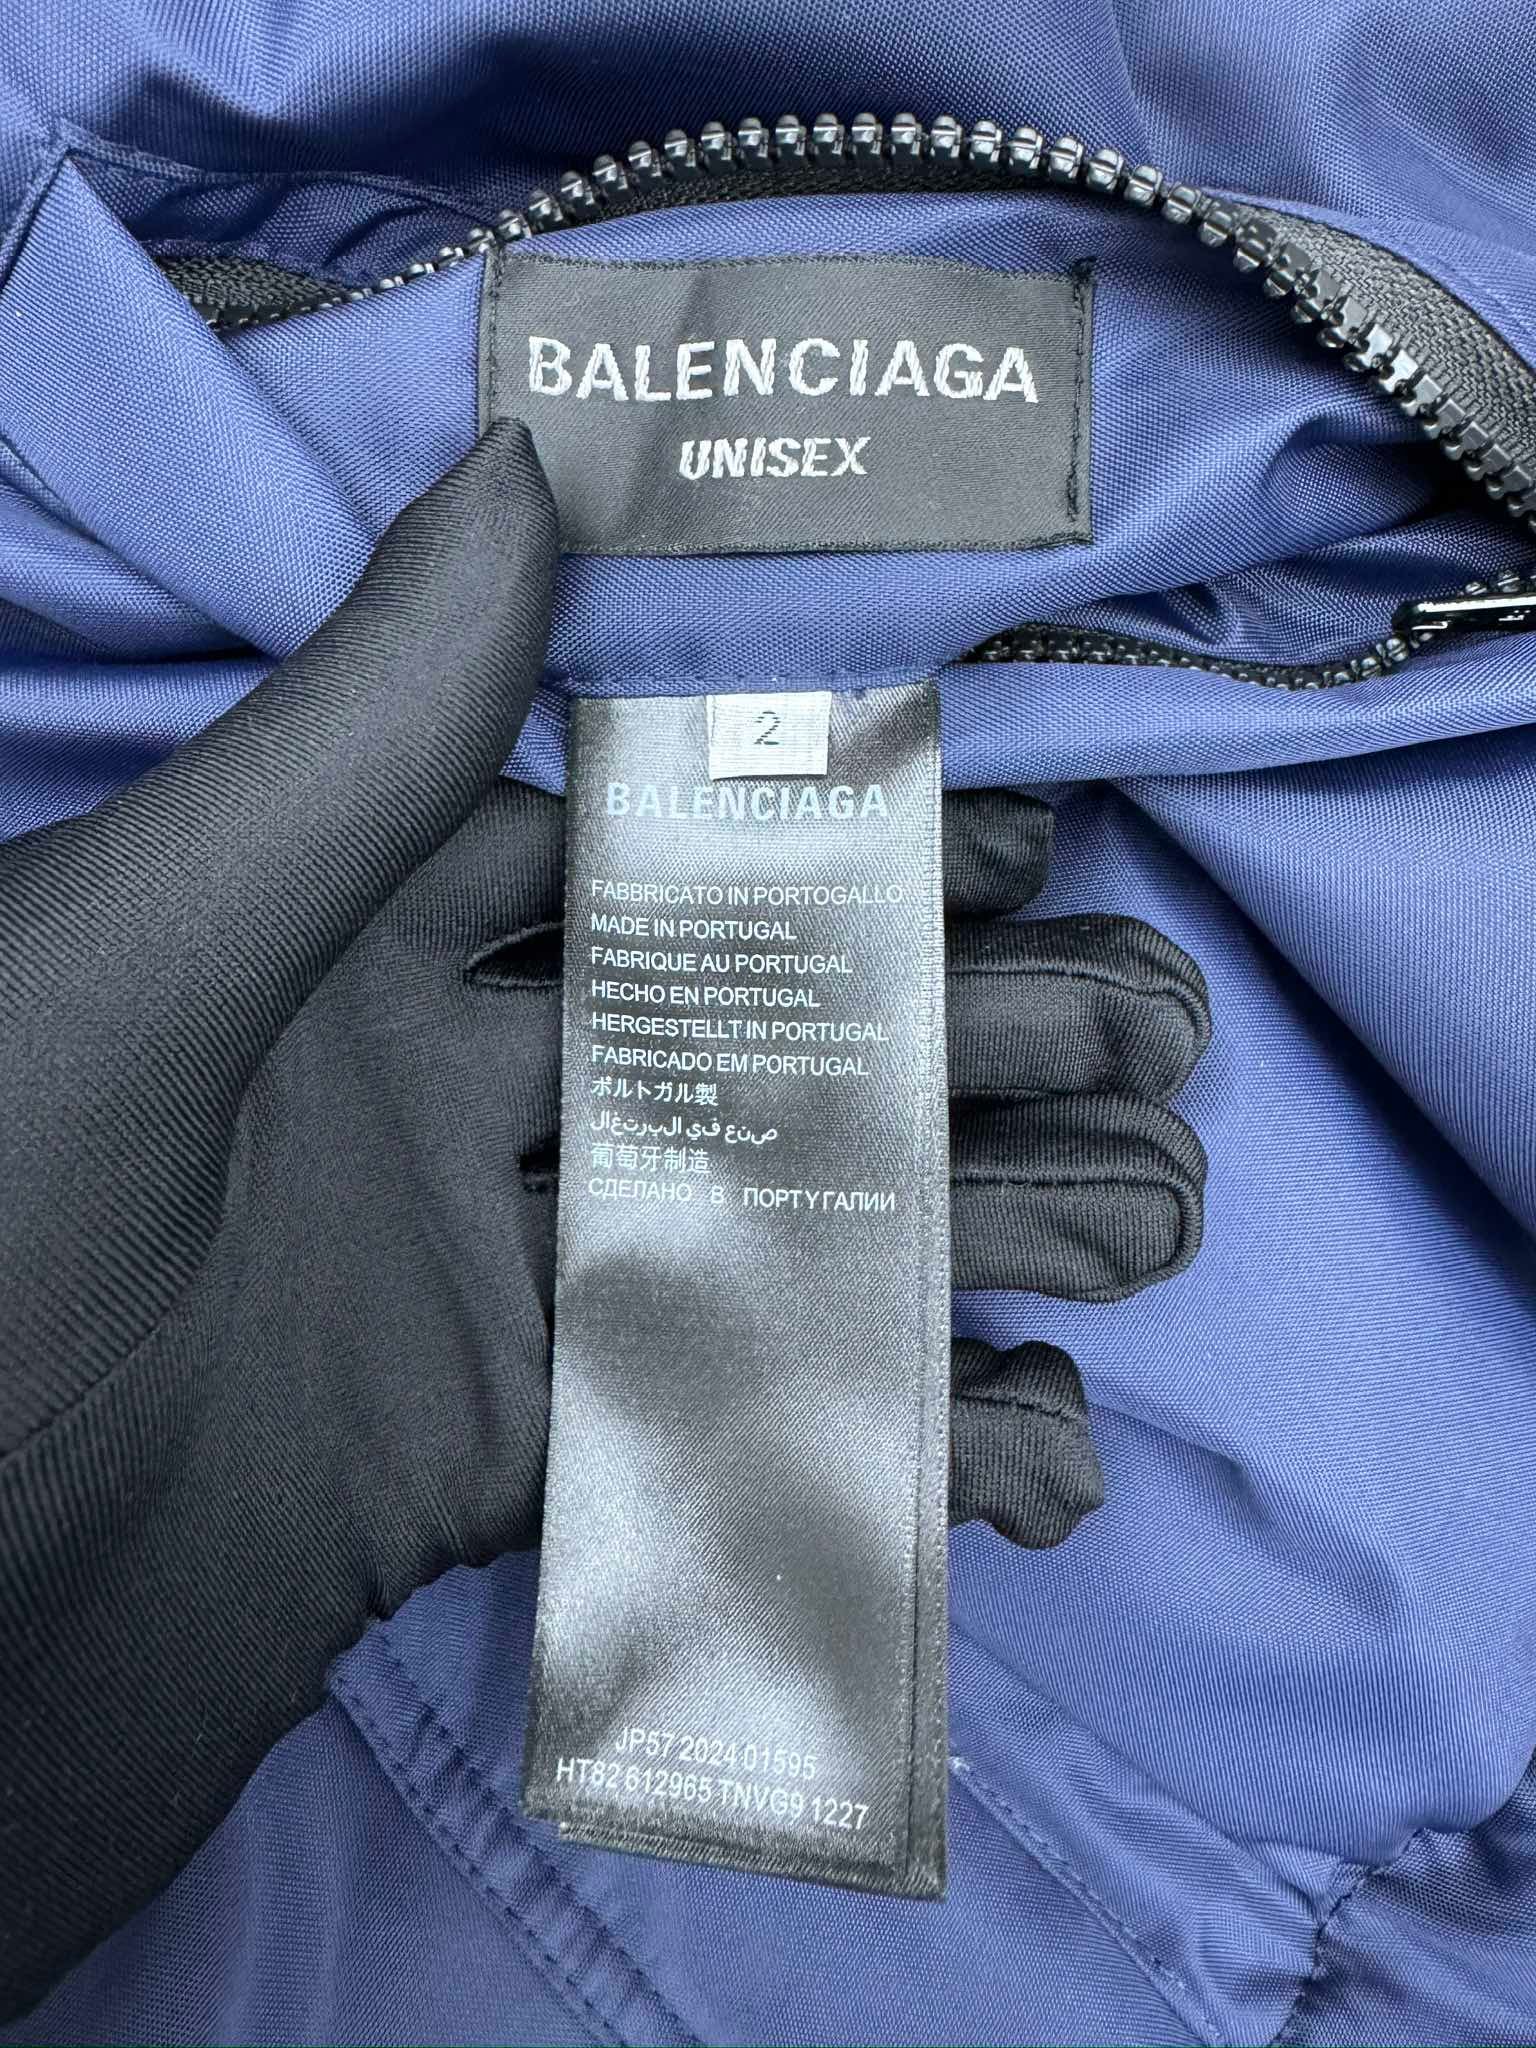 BALENCIAGA
UNISEX
2
BALENCIAGA
FABBRICATO IN PORTOGALLO
MADE IN PORTUGAL
FABRIQUE AU PORTUGAL
HECHO EN PORTUGAL
HERGESTELLT IN PORTUGAL
FABRICADO EM PORTUGAL
ポルトガル製
صنع في البرتغال
葡萄牙制造
СДЕЛАНО В ПОРТУГАЛИИ
JP57 2024 01595
HT82 612965 TNVG9 1227